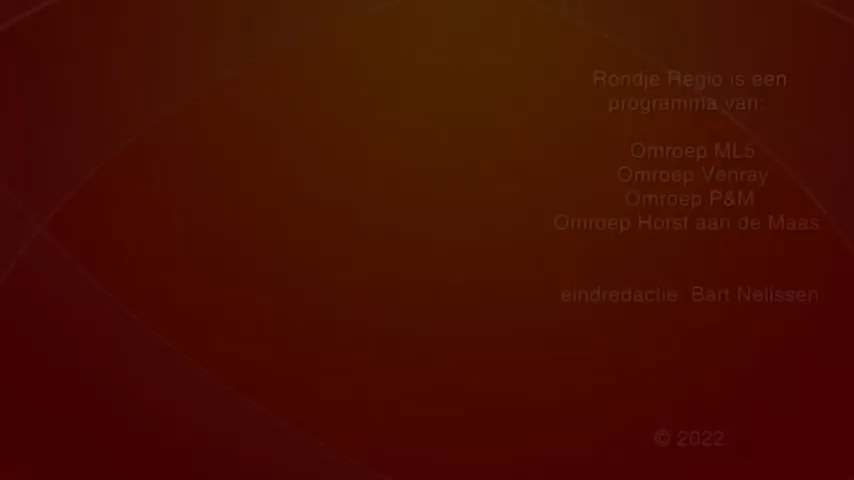 Rondje Regio is een
programma van:
Omroep ML5
Omroep Venray
Omroep P&M
Omroep Horst aan de Maas
eindredactie: Bart Nelissen
© 2022